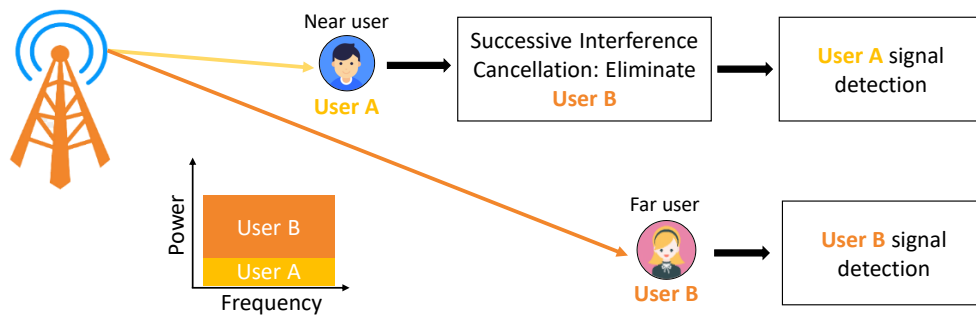 Near user
User A
Successive Interference
Cancellation: Eliminate
User B
User A signal
detection
Power
User B
User A
Frequency
Far user
User B
User B signal
detection